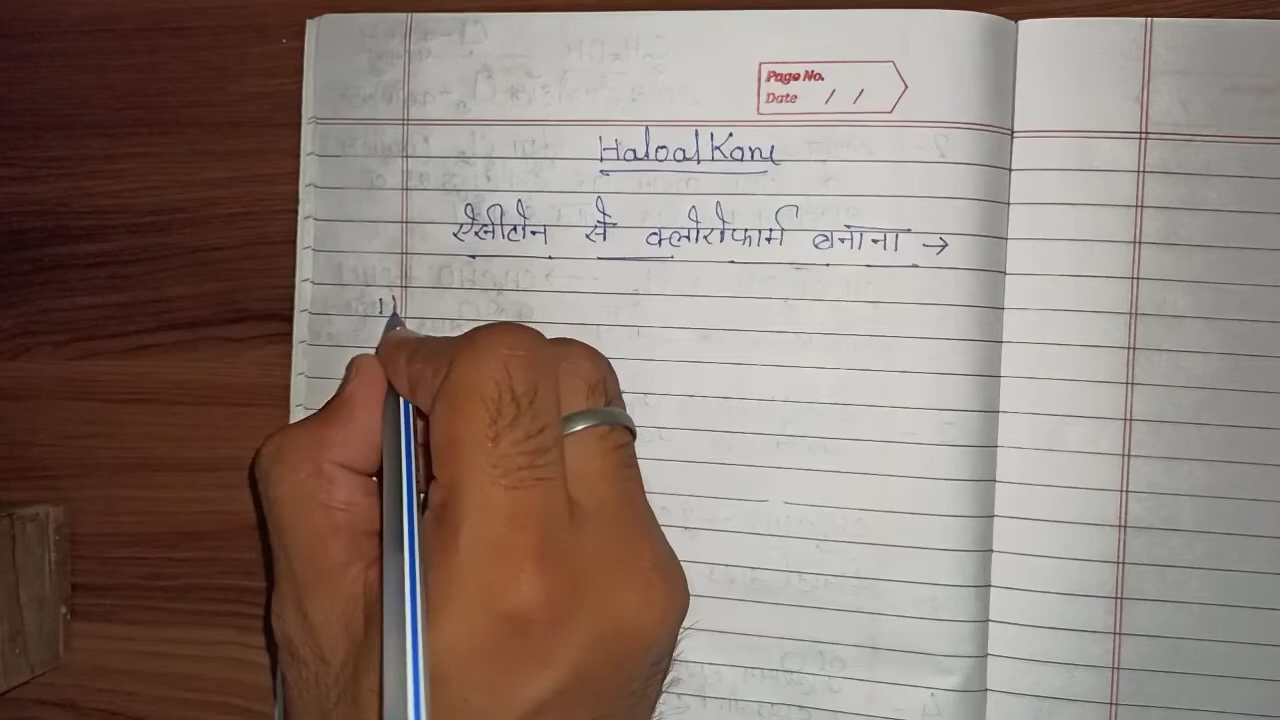 Page No.
Date / /
HaloalKane
ऐसीटोन से क्लोरोफार्म बनाना →
1)